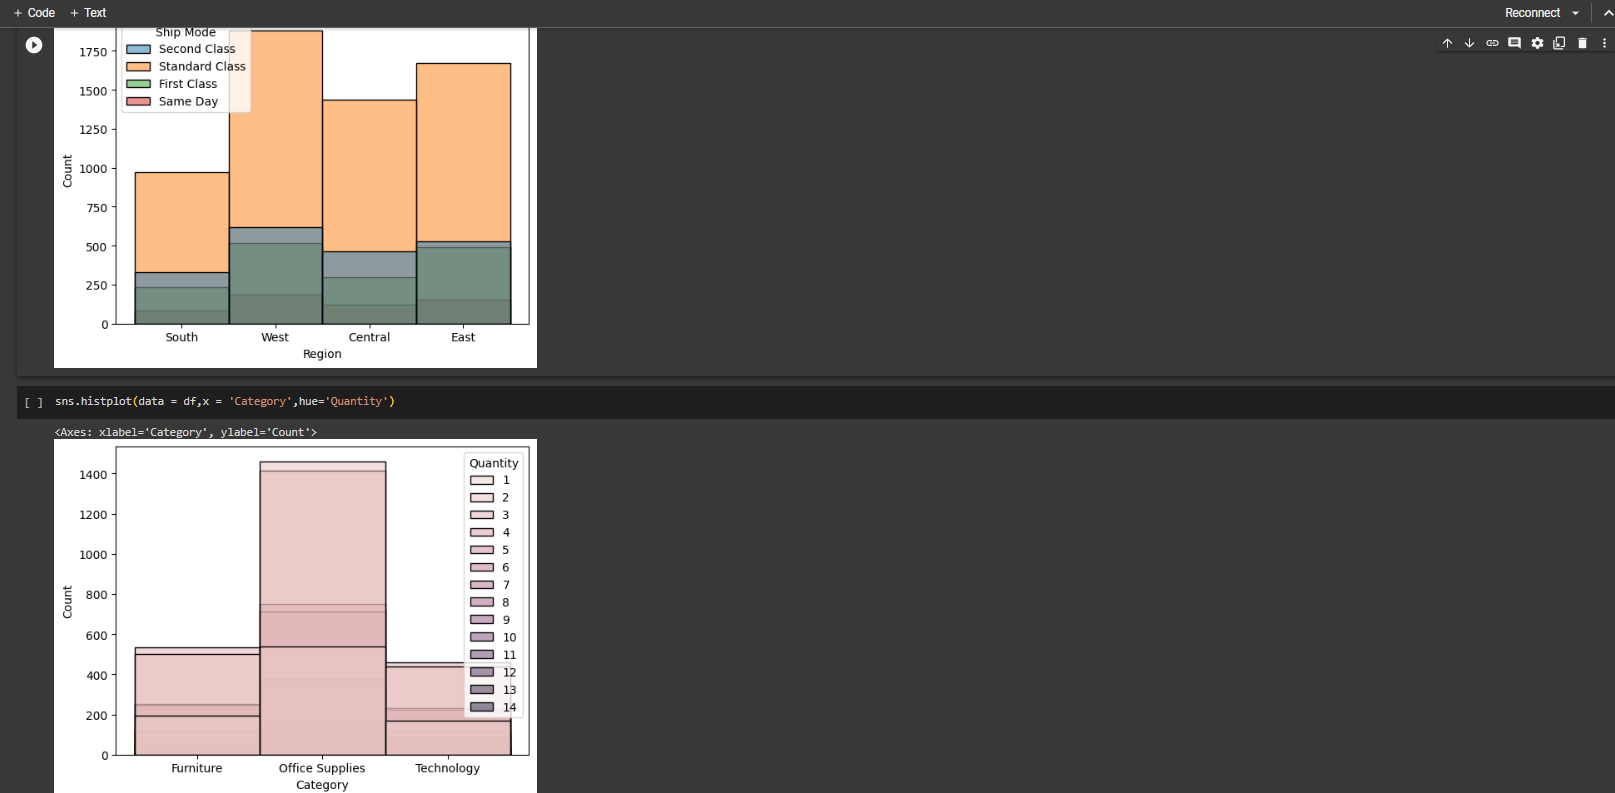 + Code + Text
Reconnect
Ship Mode
Second Class
Standard Class
First Class
Same Day
1750
1500
1250
1000
750
500
250
0
Count
South West Central East
Region
[ ] sns.histplot(data = df,x = 'Category',hue='Quantity')
<Axes: xlabel='Category', ylabel='Count'>
Quantity
1
2
3
4
5
6
7
8
9
10
11
12
13
14
1400
1200
1000
800
600
400
200
0
Count
Furniture Office Supplies Technology
Category